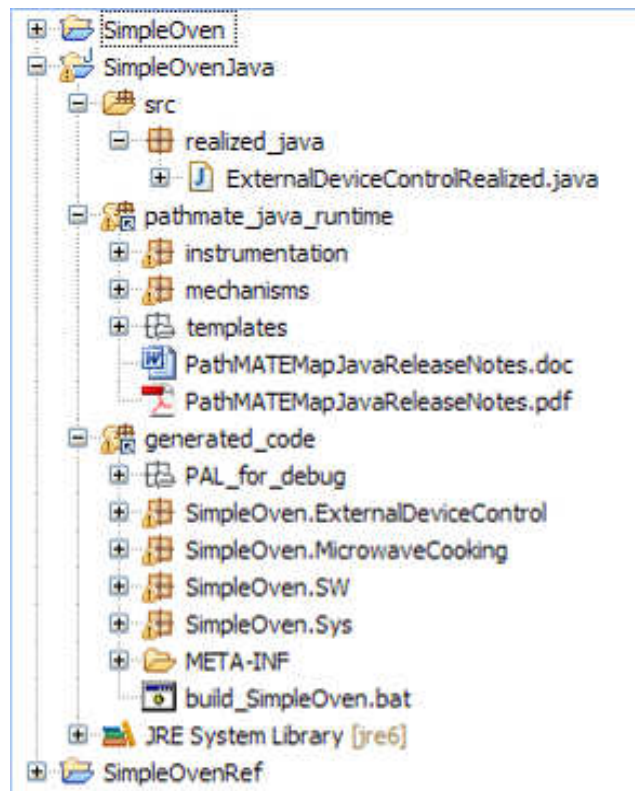 SimpleOven
SimpleOvenJava
src
realized_java
ExternalDeviceControlRealized.java
pathmate_java_runtime
instrumentation
mechanisms
templates
PathMATEMapJavaReleaseNotes.doc
PathMATEMapJavaReleaseNotes.pdf
generated_code
PAL_for_debug
SimpleOven.ExternalDeviceControl
SimpleOven.MicrowaveCooking
SimpleOven.SW
SimpleOven.Sys
META-INF
build_SimpleOven.bat
JRE System Library [jre6]
SimpleOvenRef